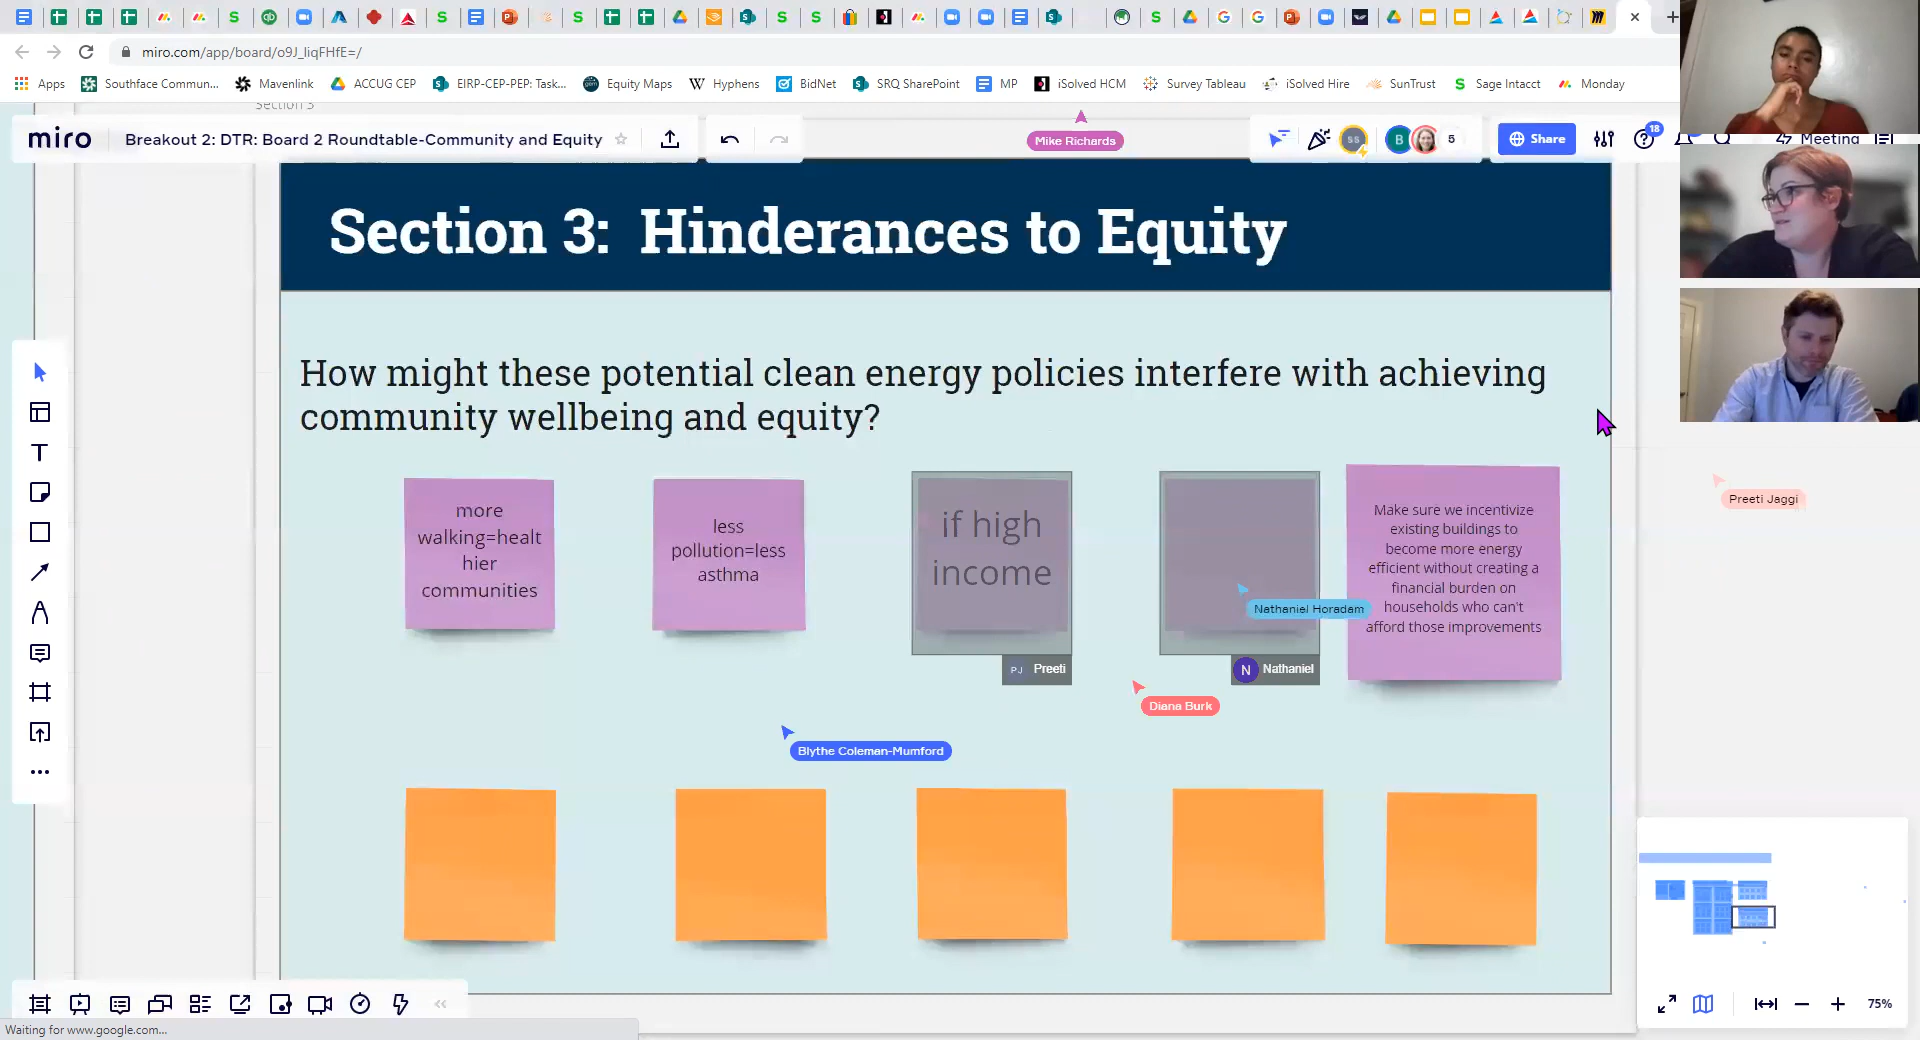 miro.com/app/board/o9J_liqFHfE=/
Apps
Southface Commun...
Mavenlink
ACCUG CEP
EIRP-CEP-PEP: Task...
Equity Maps
Hyphens
BidNet
SRQ SharePoint
MP
iSolved HCM
Survey Tableau
iSolved Hire
SunTrust
Sage Intacct
Monday
Section 3
miro
Breakout 2: DTR: Board 2 Roundtable-Community and Equity
Mike Richards
SS
B
5
Share
18
Meeting
Section 3: Hinderances to Equity
How might these potential clean energy policies interfere with achieving
community wellbeing and equity?
more
walking=healt
hier
communities
less
pollution=less
asthma
if high
income
PJ Preeti
Nathaniel Horadam
N Nathaniel
Make sure we incentivize
existing buildings to
become more energy
efficient without creating a
financial burden on
households who can't
afford those improvements
Preeti Jaggi
Diana Burk
Blythe Coleman-Mumford
75%
Waiting for www.google.com...